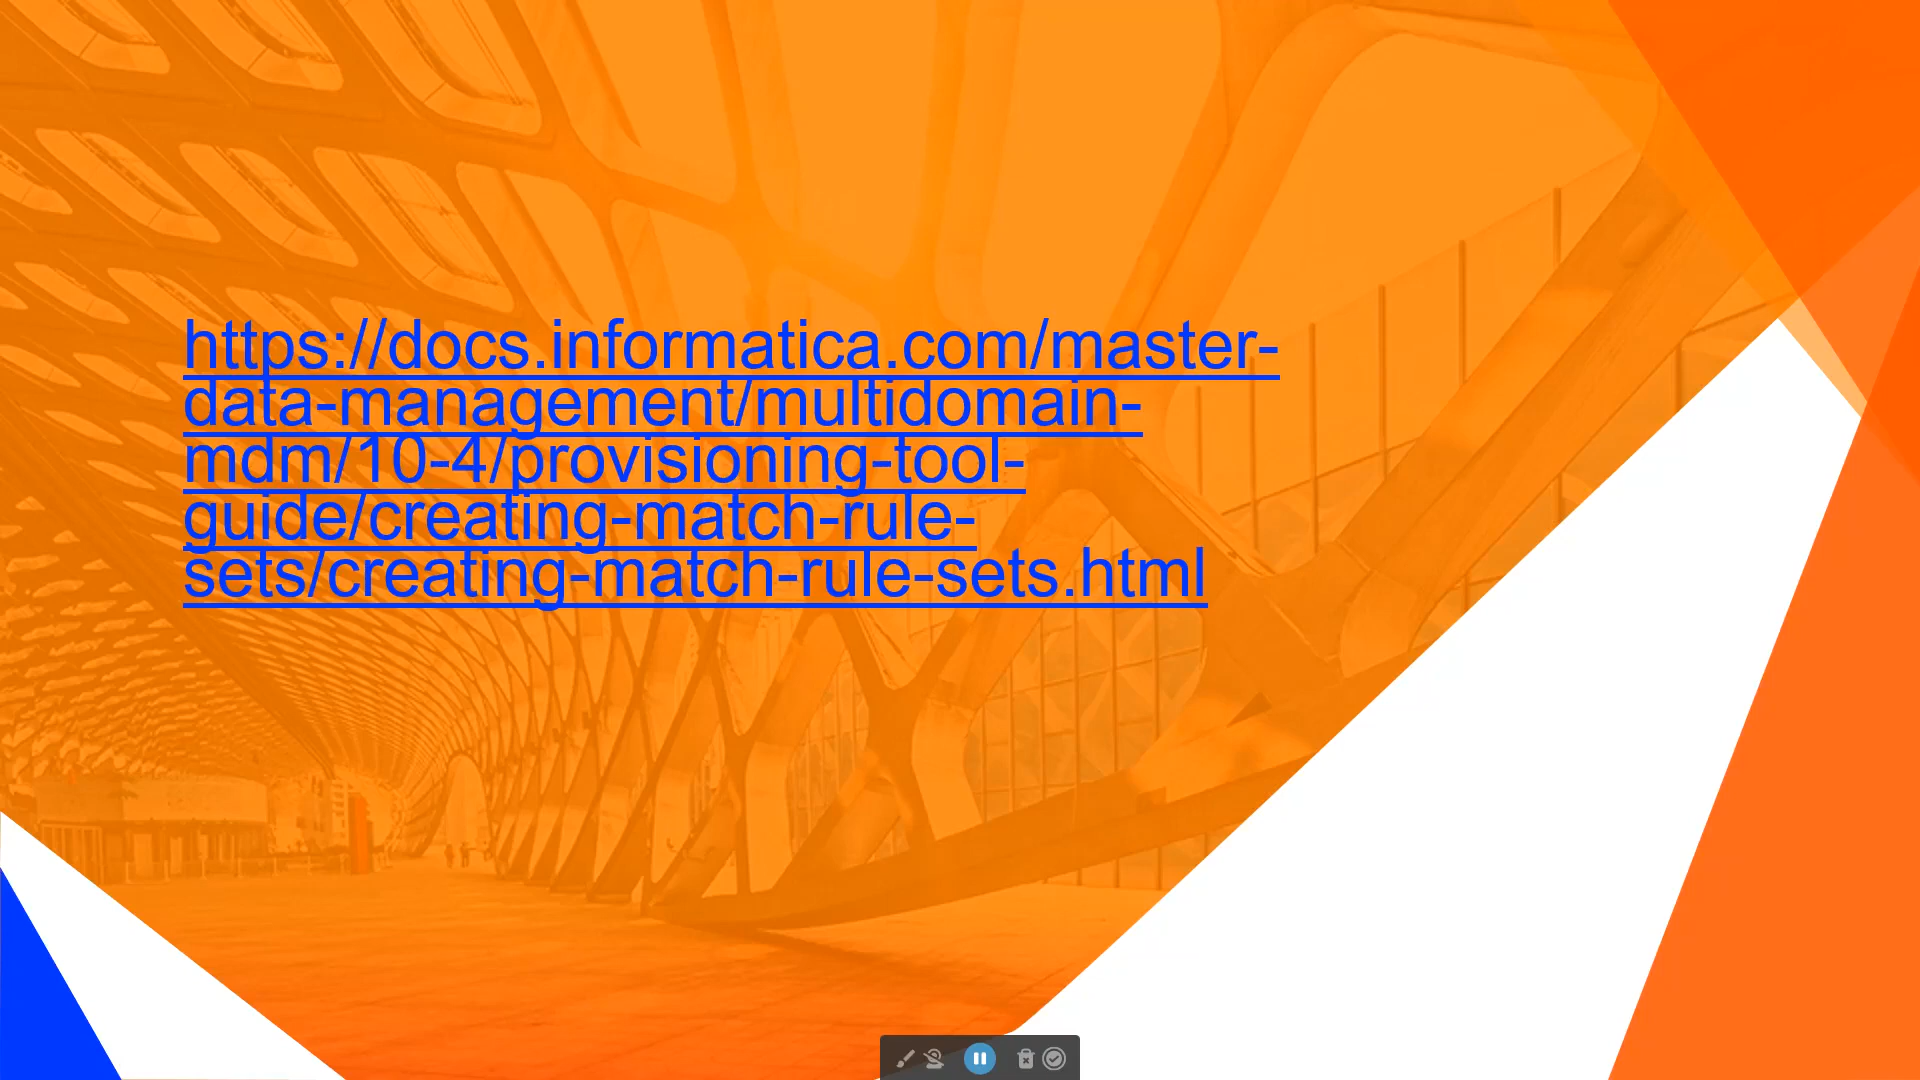 https://docs.informatica.com/master-
data-management/multidomain-
mdm/10-4/provisioning-tool-
guide/creating-match-rule-
sets/creating-match-rule-sets.html